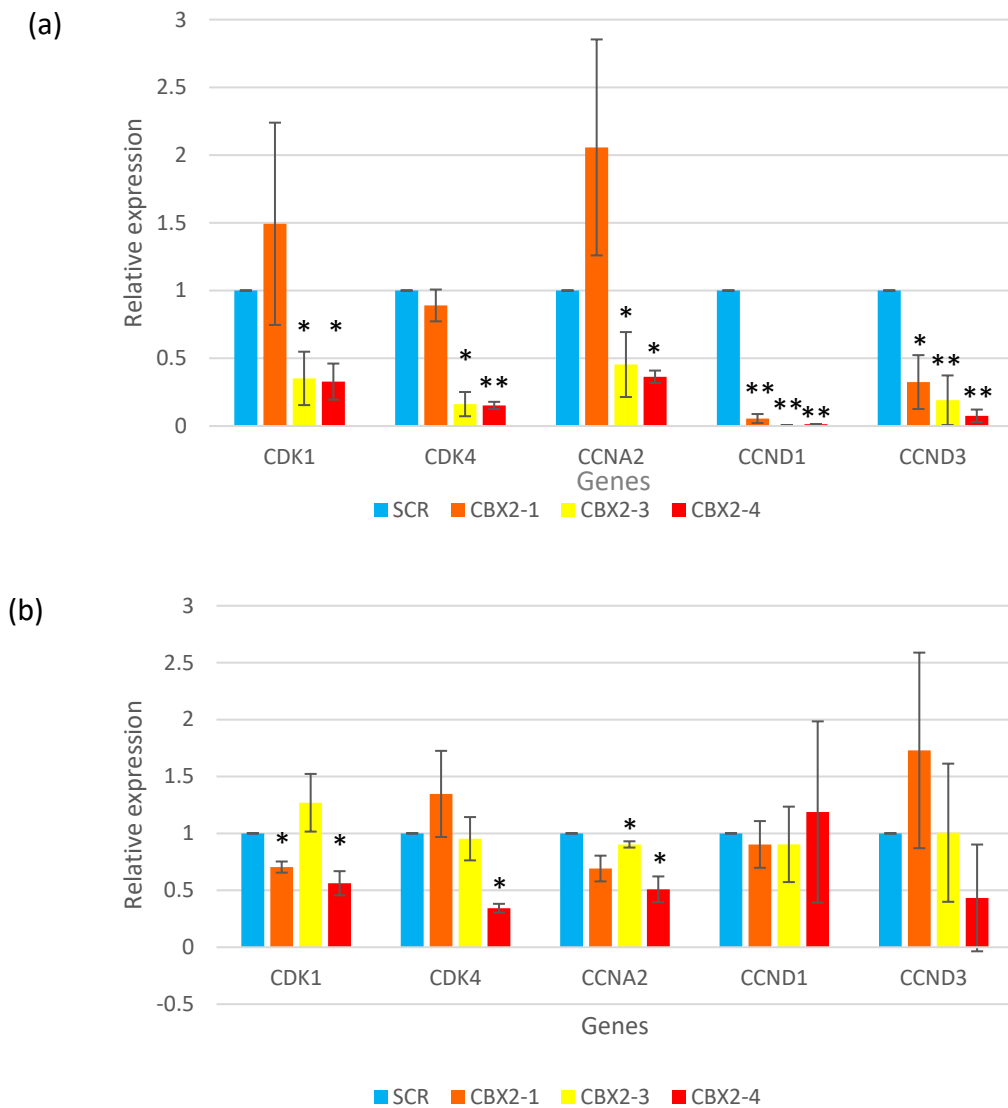 (a)
3
2.5
2
1.5
1
0.5
0
Relative expression
* *
* **
* *
** ** **
* ** **
CDK1 CDK4 CCNA2 CCND1 CCND3
Genes
SCR CBX2-1 CBX2-3 CBX2-4
(b)
3
2.5
2
1.5
1
0.5
0
-0.5
Relative expression
* *
*
* *
CDK1 CDK4 CCNA2 CCND1 CCND3
Genes
SCR CBX2-1 CBX2-3 CBX2-4